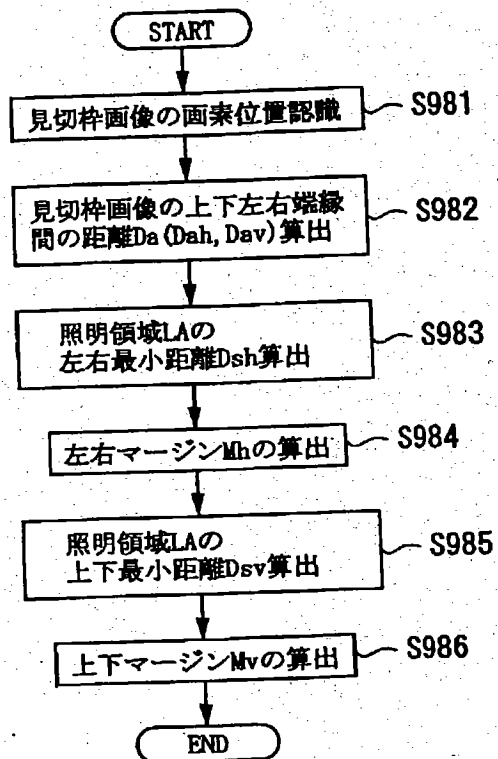 START
見切枠画像の画素位置認識
S981
見切枠画像の上下左右端縁
間の距離Da(Dah,Dav)算出
S982
照明領域LAの
左右最小距離Dsh算出
S983
左右マージンMhの算出
S984
照明領域LAの
上下最小距離Dsv算出
S985
上下マージンMvの算出
S986
END